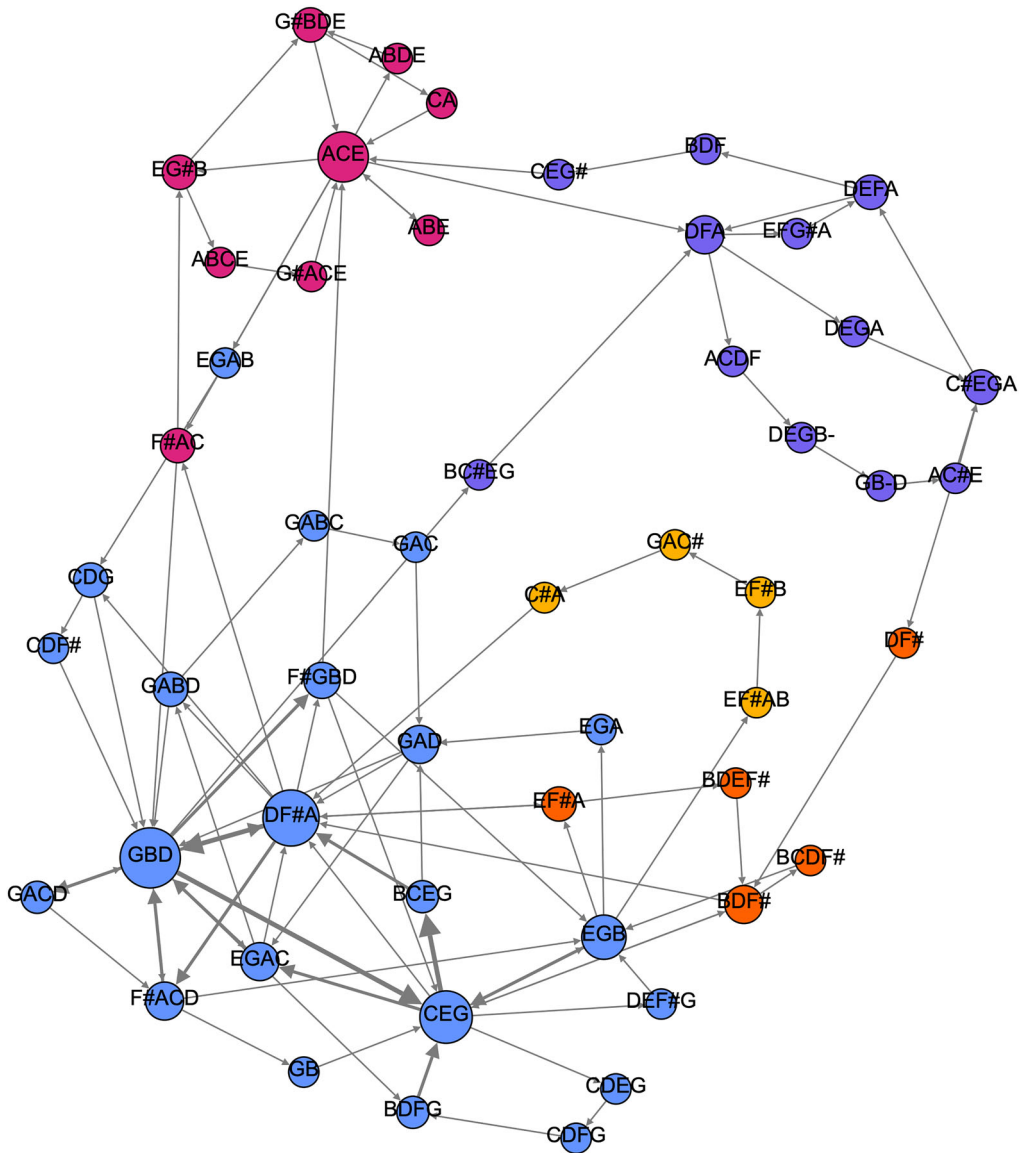 G#BDE
ABDE
CA
ACE
EG#B
CEG#
BDF
DEFA
ABE
DFA
EFG#A
ABCE
G#ACE
DEGA
EGAB
ACDF
C#EGA
F#AC
DEGB-
BC#EG
GB-D
AC#E
GABC
GAC
GAC#
CDG
C#A
EF#B
CDF#
DF#
GABD
F#GBD
EF#AB
GAD
EGA
BDEF#
DF#A
EF#A
GBD
BCDF#
GACD
BCEG
BDF#
EGB
EGAC
F#ACD
CEG
DEF#G
GB
CDEG
BDFG
CDFG